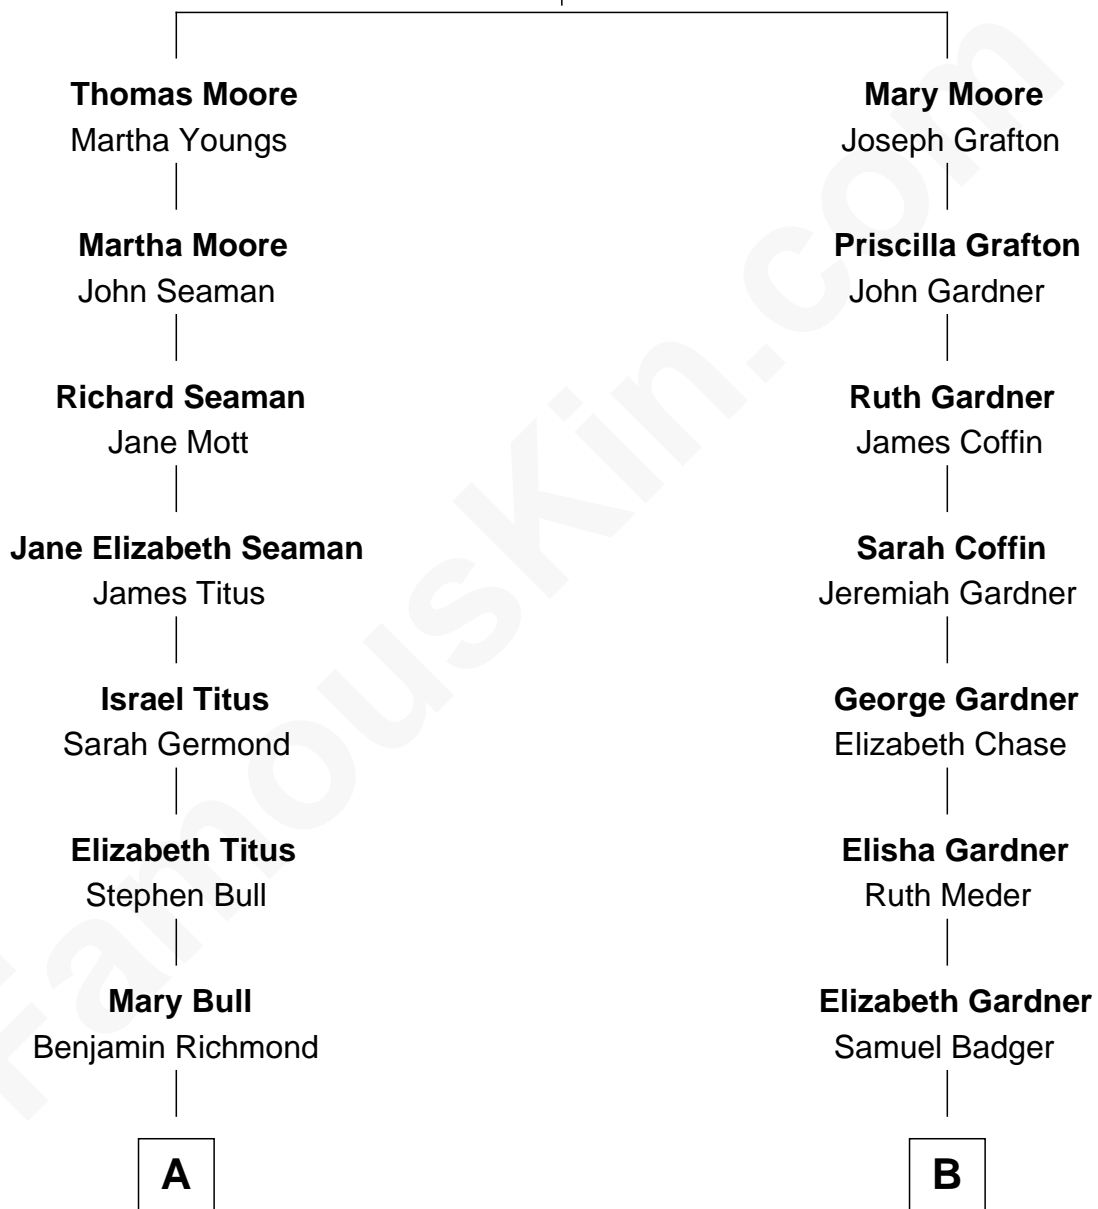 Thomas Moore
Martha Youngs
Mary Moore
Joseph Grafton
Martha Moore
John Seaman
Priscilla Grafton
John Gardner
Richard Seaman
Jane Mott
Ruth Gardner
James Coffin
Jane Elizabeth Seaman
James Titus
Sarah Coffin
Jeremiah Gardner
Israel Titus
Sarah Germond
George Gardner
Elizabeth Chase
Elizabeth Titus
Stephen Bull
Elisha Gardner
Ruth Meder
Mary Bull
Benjamin Richmond
Elizabeth Gardner
Samuel Badger
A
B
FamousKin.com